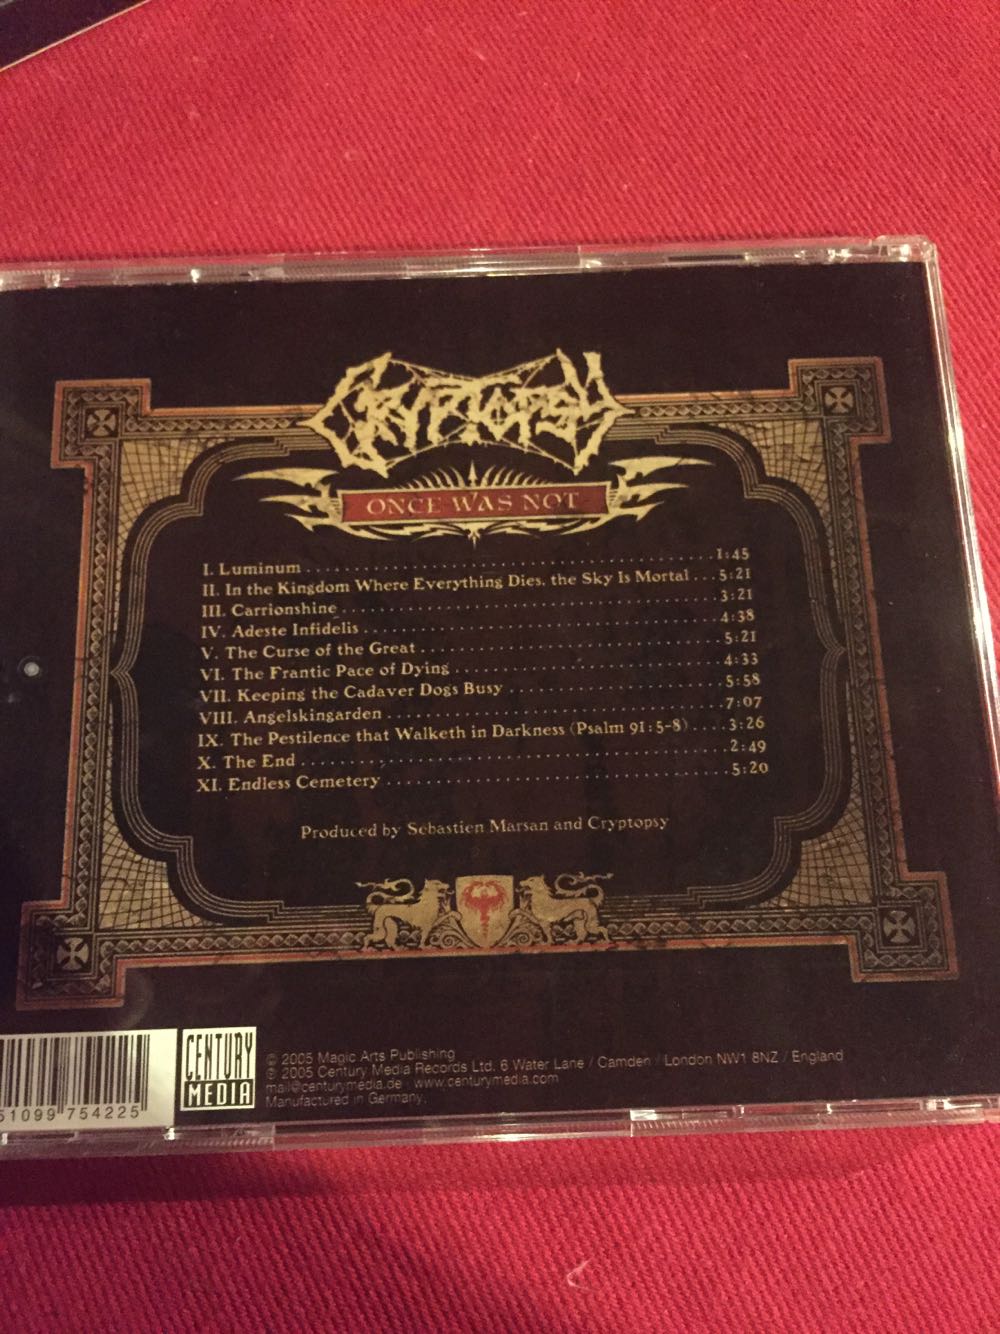 CRYPTOPSY
ONCE WAS NOT
I. Luminum 1:45
II. In the Kingdom Where Everything Dies, the Sky Is Mortal 5:21
III. Carrionshine 3:21
IV. Adeste Infidelis 4:38
V. The Curse of the Great 5:21
VI. The Frantic Pace of Dying 4:33
VII. Keeping the Cadaver Dogs Busy 5:58
VIII. Angelskingarden 7:07
IX. The Pestilence that Walketh in Darkness (Psalm 91:5-8) 3:26
X. The End 2:49
XI. Endless Cemetery 5:20
Produced by Sebastien Marsan and Cryptopsy
CENTURY
MEDIA
© 2005 Magic Arts Publishing
℗ 2005 Century Media Records Ltd. 6 Water Lane / Camden / London NW1 8NZ / England
mail@centurymedia.de www.centurymedia.com
Manufactured in Germany.
51099 754225